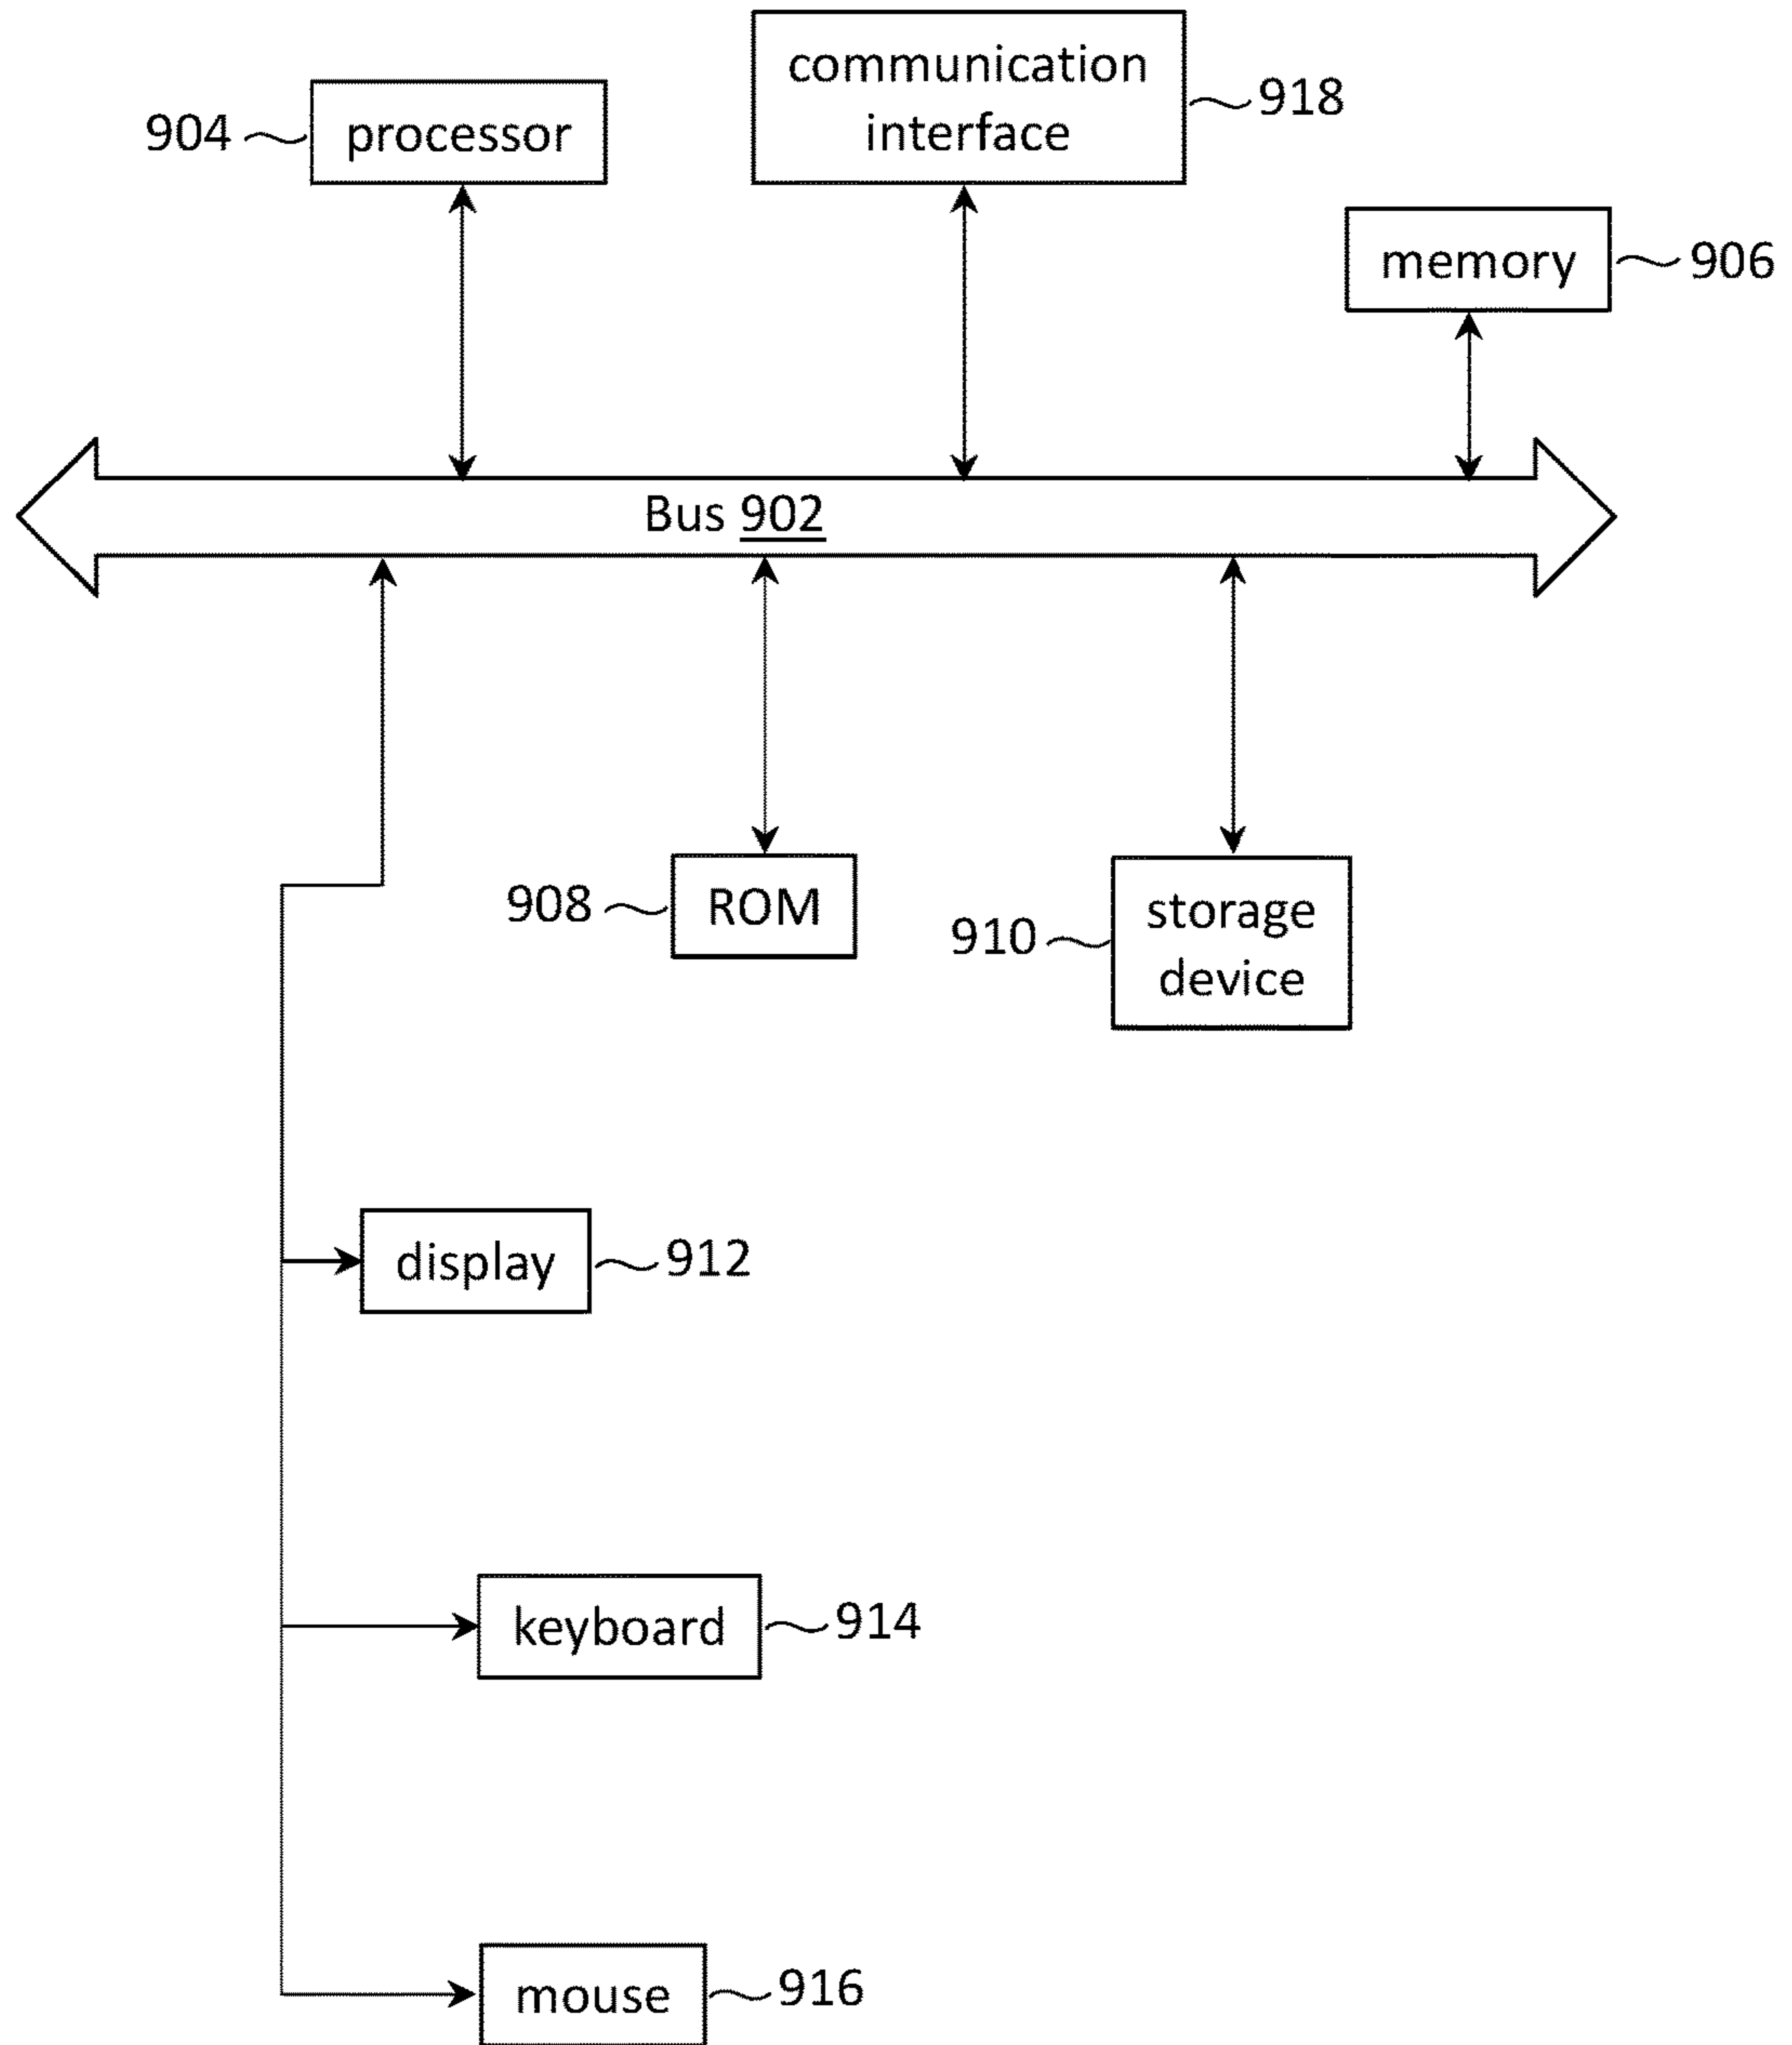 communication
interface
918
904
processor
memory
906
Bus 902
908
ROM
910
storage
device
display
912
keyboard
914
mouse
916